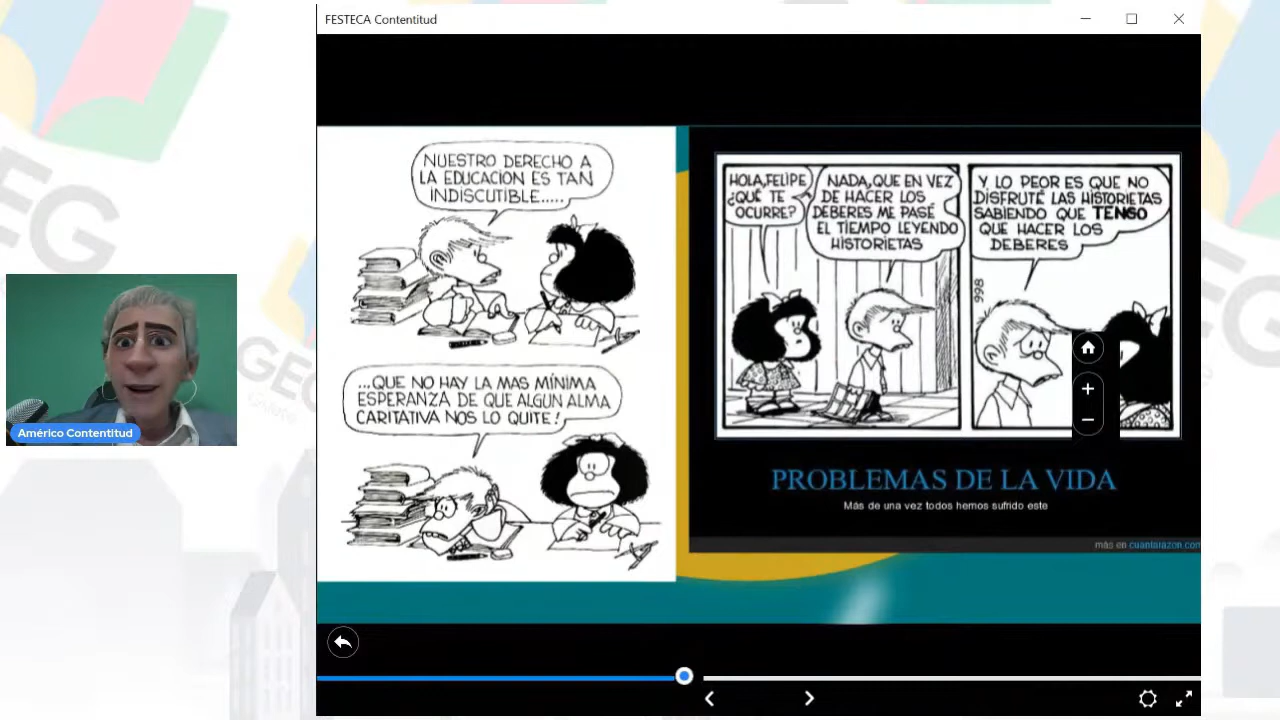 FESTECA Contentitud
NUESTRO DERECHO A
LA EDUCACION ES TAN
INDISCUTIBLE.....
...QUE NO HAY LA MAS MÍNIMA
ESPERANZA DE QUE ALGUN ALMA
CARITATIVA NOS LO QUITE!
HOLA, FELIPE
¿QUÉ TE
OCURRE?
NADA, QUE EN VEZ
DE HACER LOS
DEBERES ME PASÉ
EL TIEMPO LEYENDO
HISTORIETAS
Y LO PEOR ES QUE NO
DISFRUTÉ LAS HISTORIETAS
SABIENDO QUE TENGO
QUE HACER LOS
DEBERES
998
PROBLEMAS DE LA VIDA
Más de una vez todos hemos sufrido este
más en cuantarazon.com
Américo Contentitud
EG
GEG